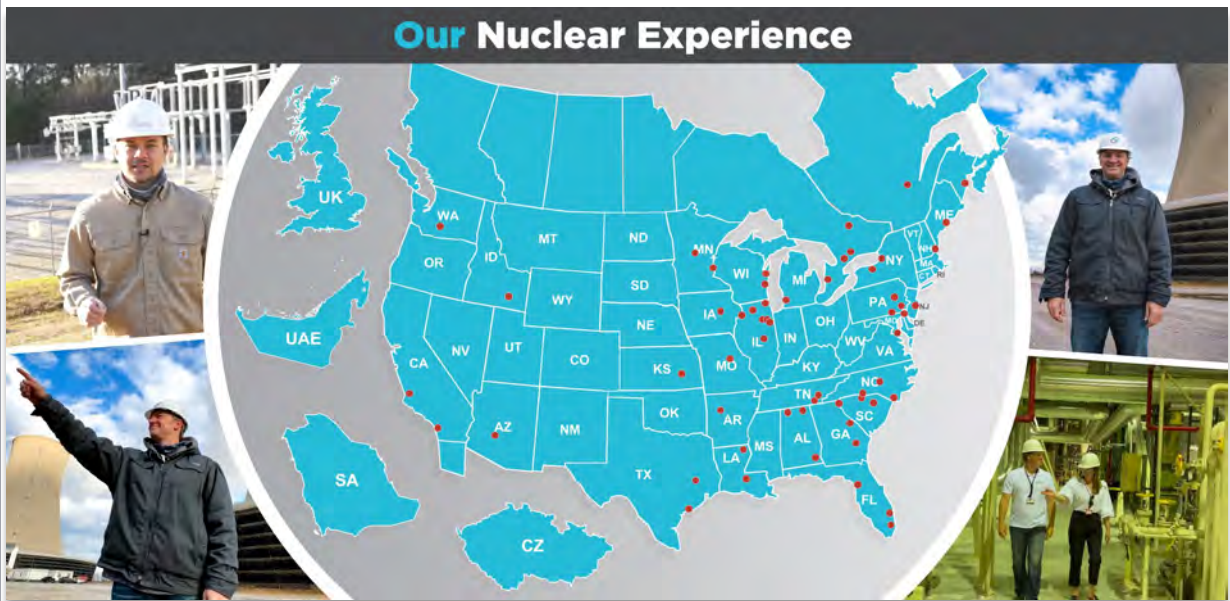 Our Nuclear Experience
UK
UAE
SA
CZ
WA
OR
CA
ID
NV
MT
WY
UT
AZ
CO
NM
ND
SD
NE
KS
OK
TX
MN
IA
MO
AR
LA
WI
IL
MS
MI
IN
KY
TN
AL
OH
WV
VA
NC
SC
GA
FL
PA
NY
VT
NH
ME
MA
CT
RI
NJ
DE
MD